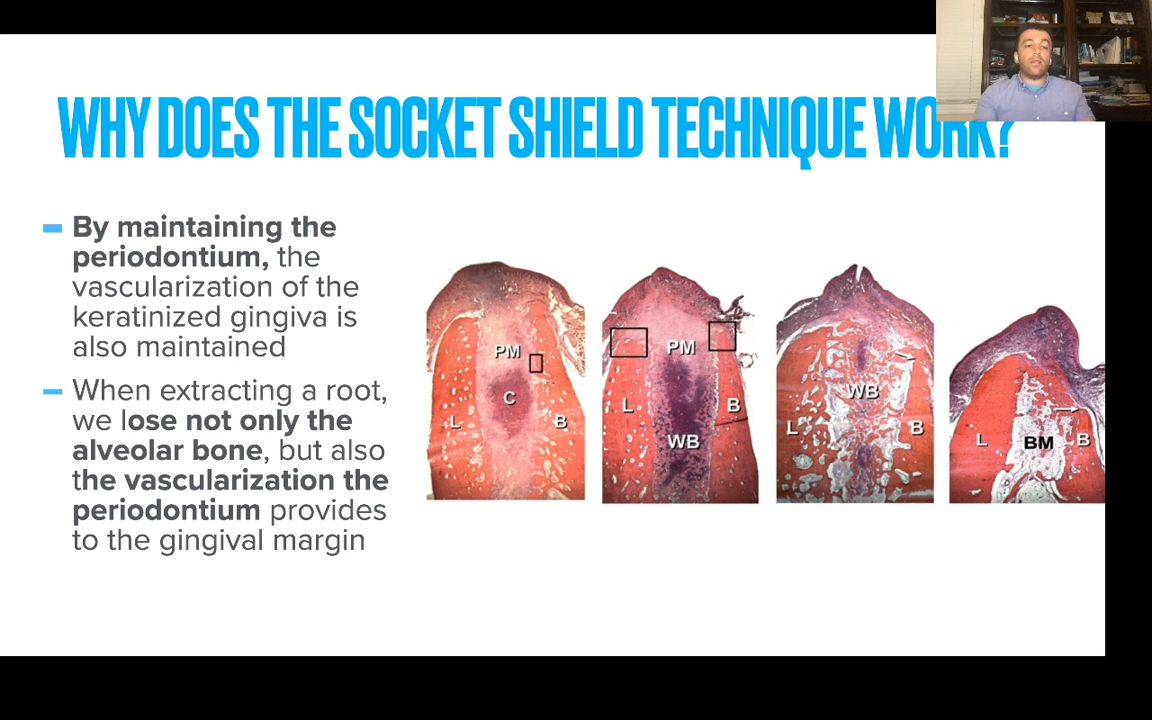 WHY DOES THE SOCKET SHIELD TECHNIQUE WORK?
By maintaining the
periodontium, the
vascularization of the
keratinized gingiva is
also maintained
When extracting a root,
we lose not only the
alveolar bone, but also
the vascularization the
periodontium provides
to the gingival margin
PM
C
L
B
PM
L
B
WB
WB
L
B
L
BM
B